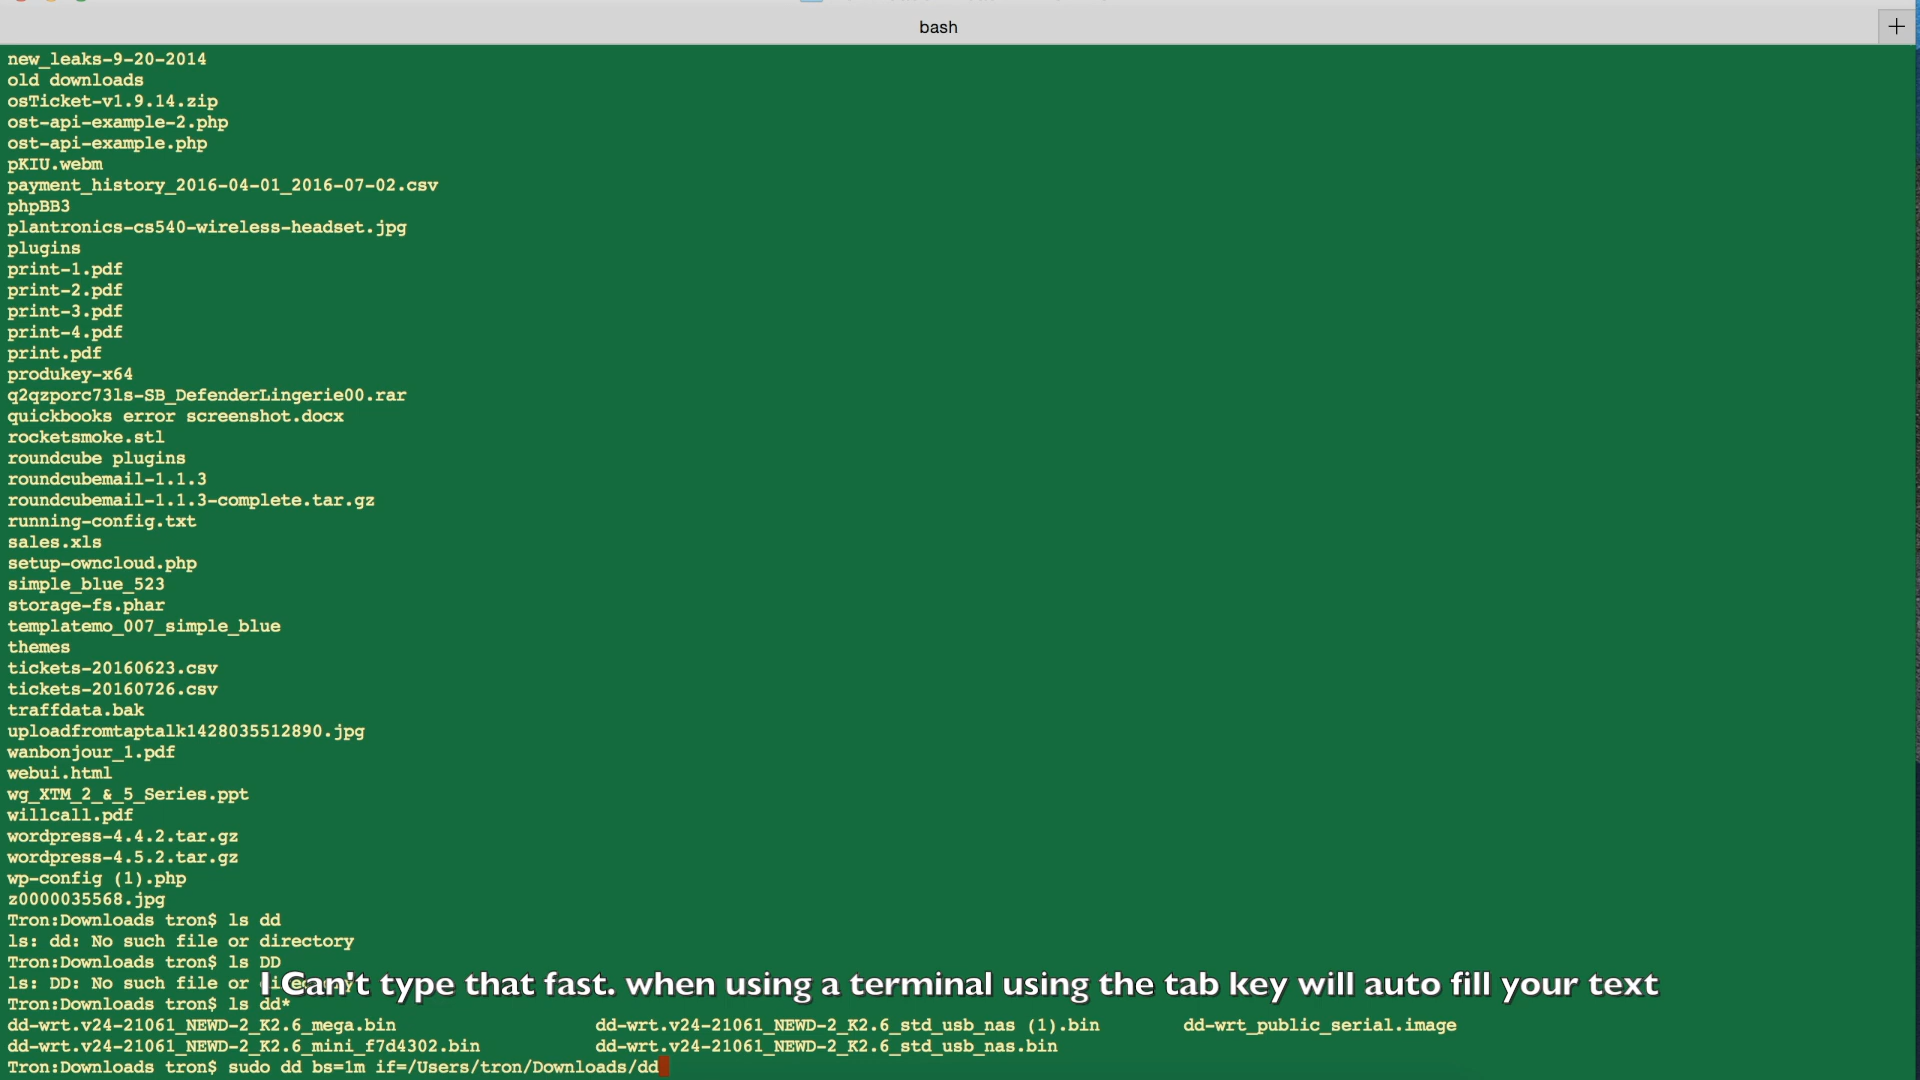 bash
+
new_leaks-9-20-2014
old downloads
osTicket-v1.9.14.zip
ost-api-example-2.php
ost-api-example.php
pKIU.webm
payment_history_2016-04-01_2016-07-02.csv
phpBB3
plantronics-cs540-wireless-headset.jpg
plugins
print-1.pdf
print-2.pdf
print-3.pdf
print-4.pdf
print.pdf
produkey-x64
q2qzporc73ls-SB_DefenderLingerie00.rar
quickbooks error screenshot.docx
rocketsmoke.stl
roundcube plugins
roundcubemail-1.1.3
roundcubemail-1.1.3-complete.tar.gz
running-config.txt
sales.xls
setup-owncloud.php
simple_blue_523
storage-fs.phar
templatemo_007_simple_blue
themes
tickets-20160623.csv
tickets-20160726.csv
traffdata.bak
uploadfromtaptalk1428035512890.jpg
wanbonjour_1.pdf
webui.html
wg_XTM_2_&_5_Series.ppt
willcall.pdf
wordpress-4.4.2.tar.gz
wordpress-4.5.2.tar.gz
wp-config (1).php
z0000035568.jpg
Tron:Downloads tron$ ls dd
ls: dd: No such file or directory
Tron:Downloads tron$ ls DD
ls: DD: No such file or directory
I Can't type that fast. when using a terminal using the tab key will auto fill your text
Tron:Downloads tron$ ls dd*
dd-wrt.v24-21061_NEWD-2_K2.6_mega.bin dd-wrt.v24-21061_NEWD-2_K2.6_std_usb_nas (1).bin dd-wrt_public_serial.image
dd-wrt.v24-21061_NEWD-2_K2.6_mini_f7d4302.bin dd-wrt.v24-21061_NEWD-2_K2.6_std_usb_nas.bin
Tron:Downloads tron$ sudo dd bs=1m if=/Users/tron/Downloads/dd